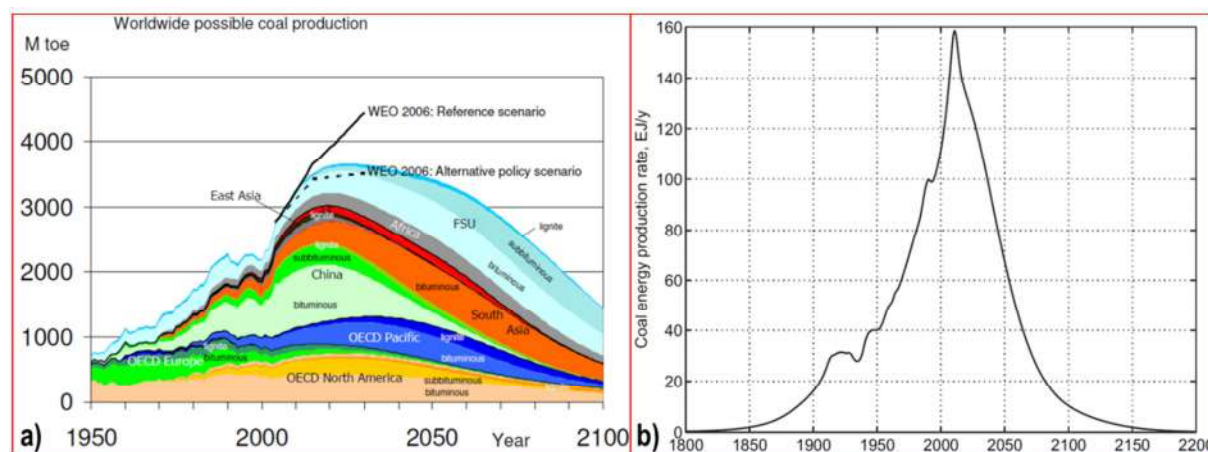 Worldwide possible coal production
M toe
5000
4000
3000
2000
1000
0
1950
2000
2050
Year
2100
WEO 2006: Reference scenario
WEO 2006: Alternative policy scenario
East Asia
lignite
Africa
FSU
lignite
subbituminous
bituminous
lignite
subbituminous
China
bituminous
bituminous
South
Asia
OECD Pacific
lignite
bituminous
lignite
OECD Europe
bituminous
OECD North America
subbituminous
bituminous
a)
Coal energy production rate, EJ/y
160
140
120
100
80
60
40
20
0
1800
1850
1900
1950
2000
2050
2100
2150
2200
b)